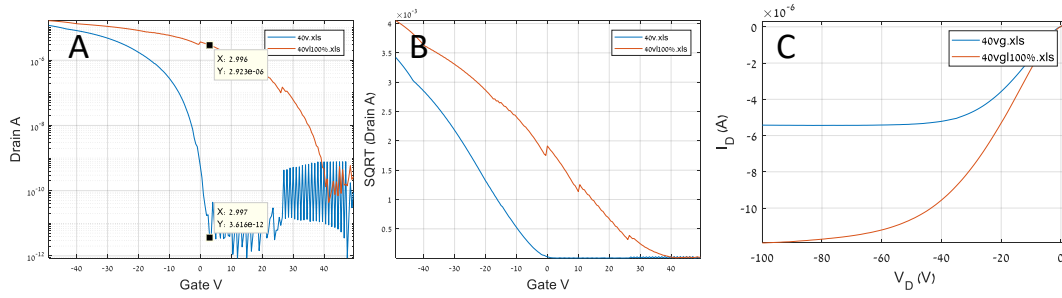 A
40v.xls
40vl100%.xls
X: 2.996
Y: 2.923e-06
X: 2.997
Y: 3.616e-12
10⁻⁶
10⁻⁸
10⁻¹⁰
10⁻¹²
-40 -30 -20 -10 0 10 20 30 40
Drain A
Gate V
×10⁻³
B
40v.xls
40vl100%.xls
4
3.5
3
2.5
2
1.5
1
0.5
-40 -30 -20 -10 0 10 20 30 40
SQRT (Drain A)
Gate V
×10⁻⁶
C
40vg.xls
40vgl100%.xls
0
-2
-4
-6
-8
-10
-100 -80 -60 -40 -20 0
I_D (A)
V_D (V)